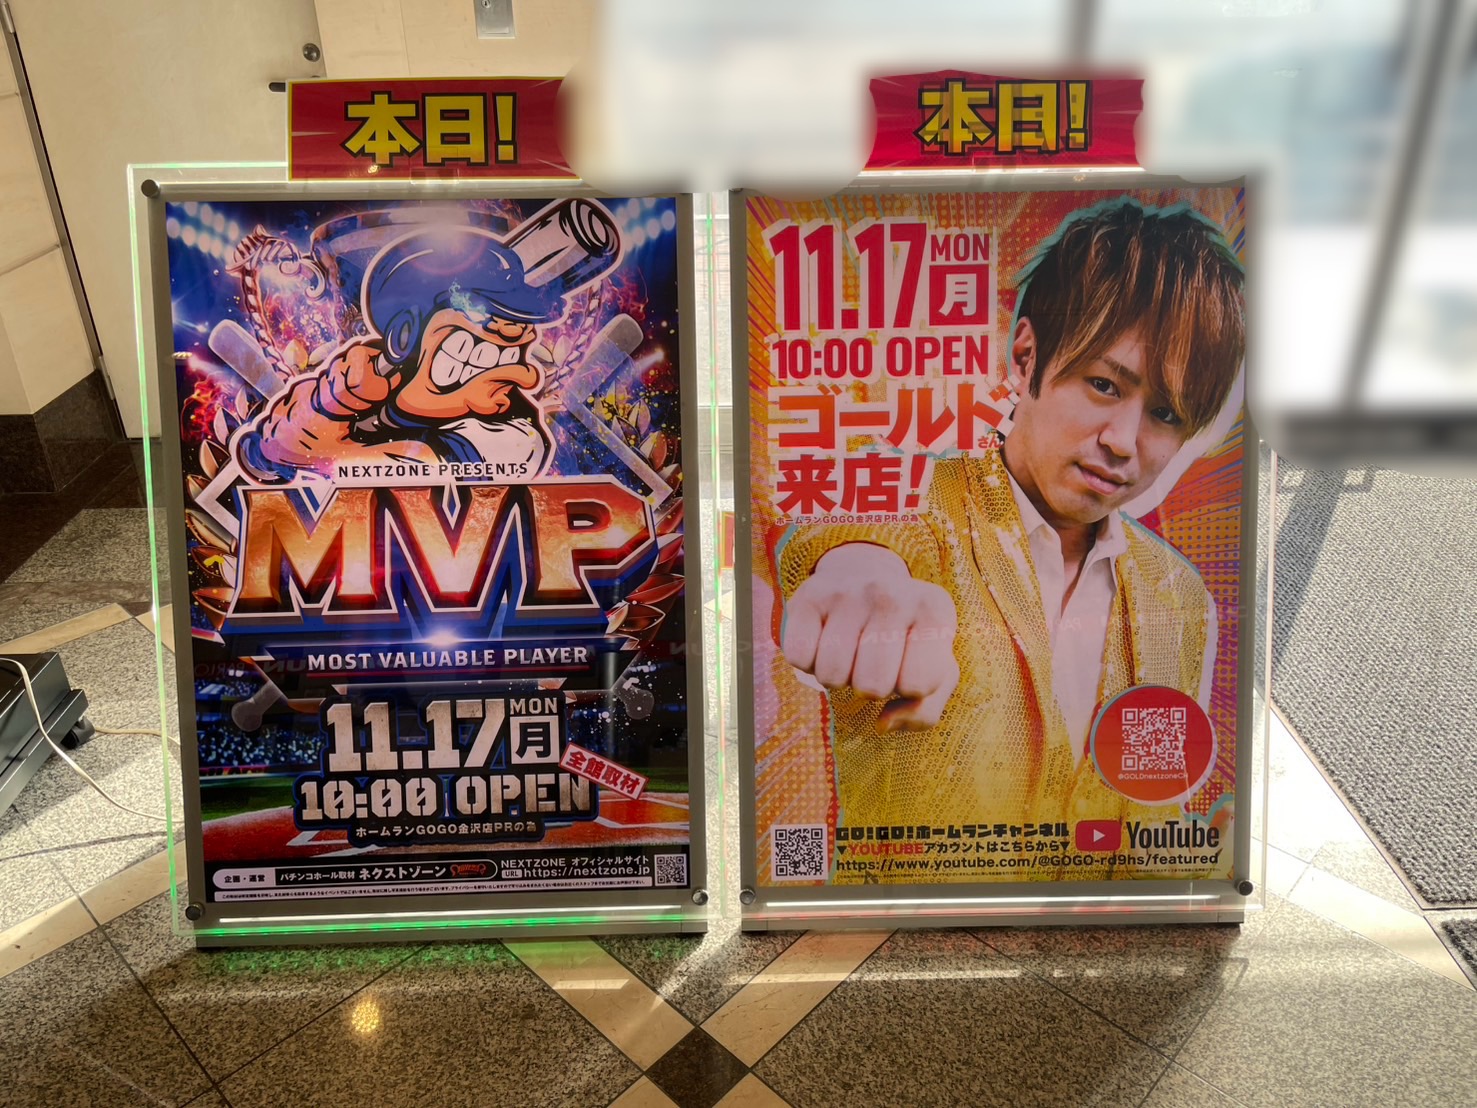 本日!
NEXTZONE PRESENTS
MVP
MOST VALUABLE PLAYER
11.17 MON 月
10:00 OPEN
全館取材
ホームランGOGO金沢店PRの為
企画・運営 パチンコホール取材 ネクストゾーン
NEXTZONE オフィシャルサイト
URL https://nextzone.jp
本日!
11.17 MON 月
10:00 OPEN
ゴールドさん
来店!
ホームランGOGO金沢店PRの為
@GOLDnextzoneCh
GO!GO!ホームランチャンネル
▼YOUTUBEアカウントはこちらから▼
YouTube
https://www.youtube.com/@GOGO-rd9hs/featured